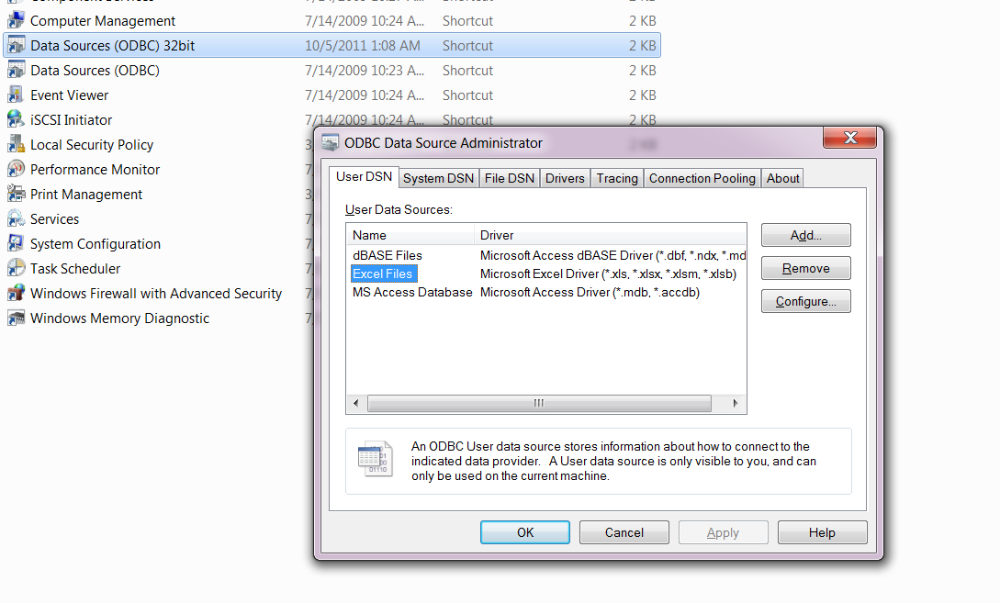 Computer Management 7/14/2009 10:24 A... Shortcut 2 KB
Data Sources (ODBC) 32bit 10/5/2011 1:08 AM Shortcut 2 KB
Data Sources (ODBC) 7/14/2009 10:23 A... Shortcut 2 KB
Event Viewer 7/14/2009 10:24 A... Shortcut 2 KB
iSCSI Initiator 7/14/2009 10:24 A... Shortcut 2 KB
Local Security Policy 3
Performance Monitor 7
Print Management 3
Services 7
System Configuration 7
Task Scheduler 7
Windows Firewall with Advanced Security 7
Windows Memory Diagnostic 7
ODBC Data Source Administrator
User DSN System DSN File DSN Drivers Tracing Connection Pooling About
User Data Sources:
Name Driver
dBASE Files Microsoft Access dBASE Driver (*.dbf, *.ndx, *.md
Excel Files Microsoft Excel Driver (*.xls, *.xlsx, *.xlsm, *.xlsb)
MS Access Database Microsoft Access Driver (*.mdb, *.accdb)
Add...
Remove
Configure...
An ODBC User data source stores information about how to connect to the
indicated data provider. A User data source is only visible to you, and can
only be used on the current machine.
OK Cancel Apply Help